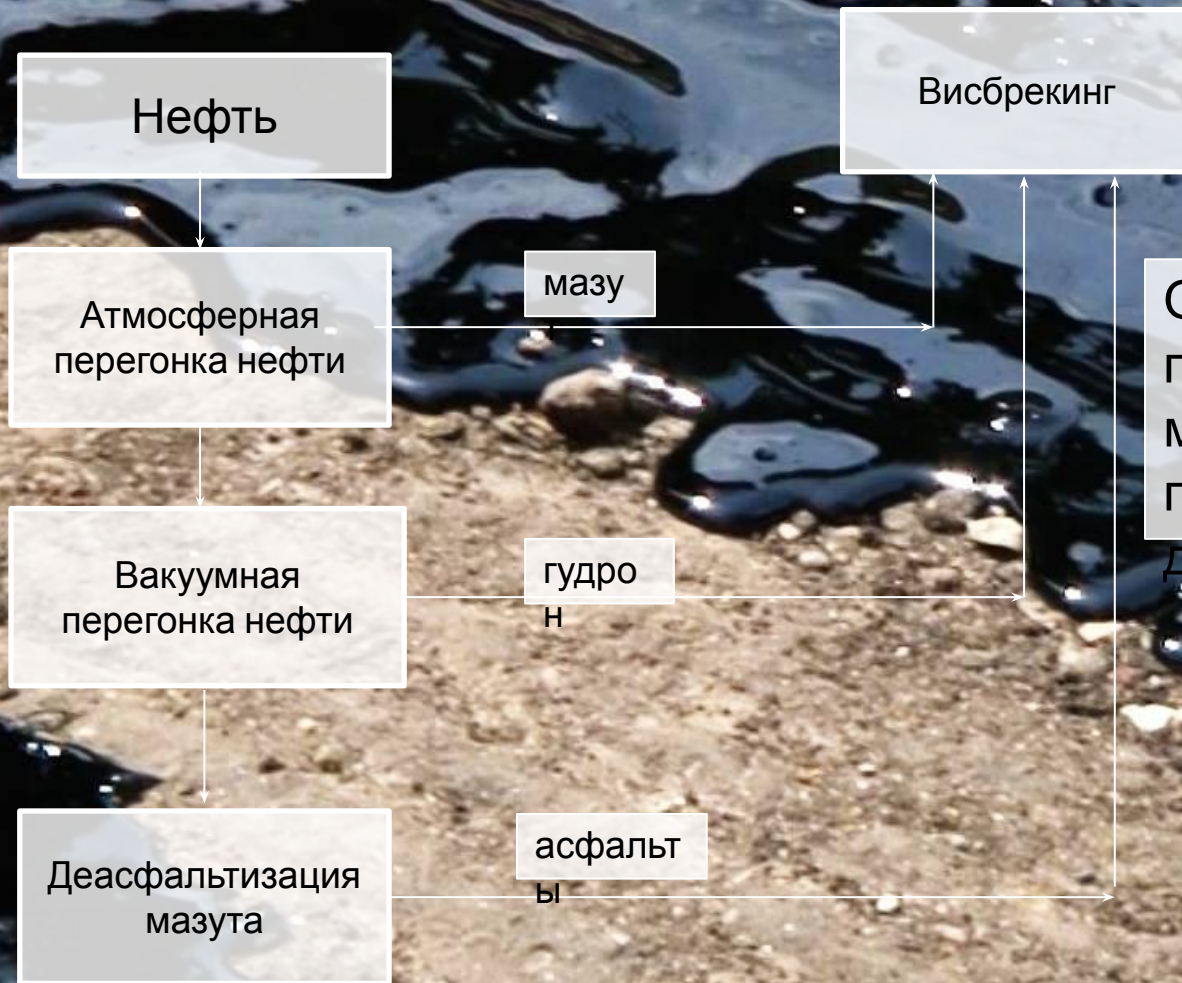 Нефть
Висбрекинг
Атмосферная
перегонка нефти
мазу
Вакуумная
перегонка нефти
гудро
н
Деасфальтизация
мазута
асфальт
ы